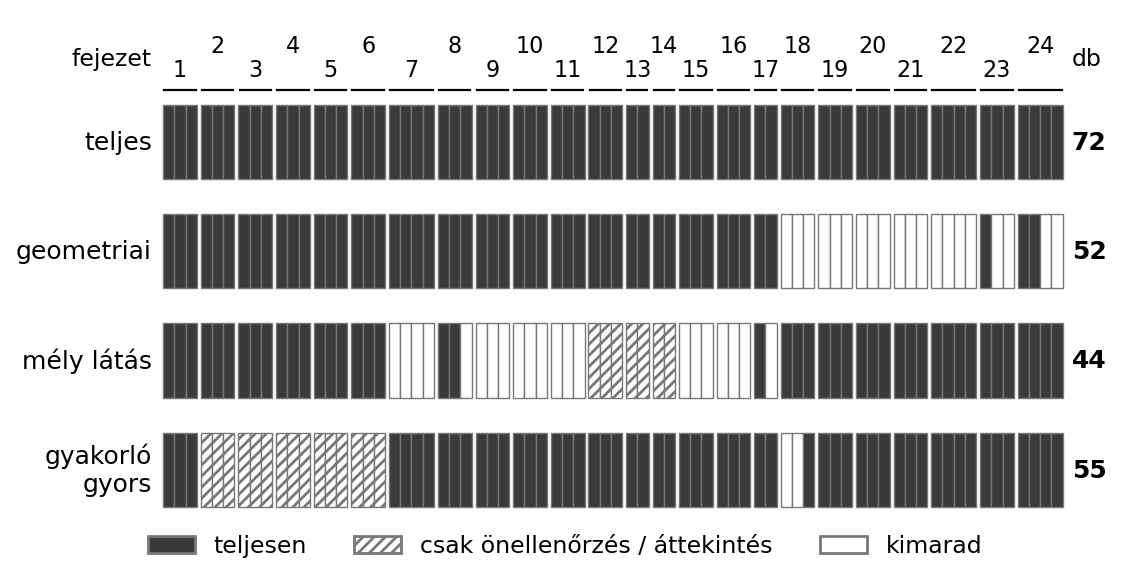 2 4 6 8 10 12 14 16 18 20 22 24
fejezet db
1 3 5 7 9 11 13 15 17 19 21 23
teljes 72
geometriai 52
mély látás 44
gyakorló
gyors 55
teljesen csak önellenőrzés / áttekintés kimarad